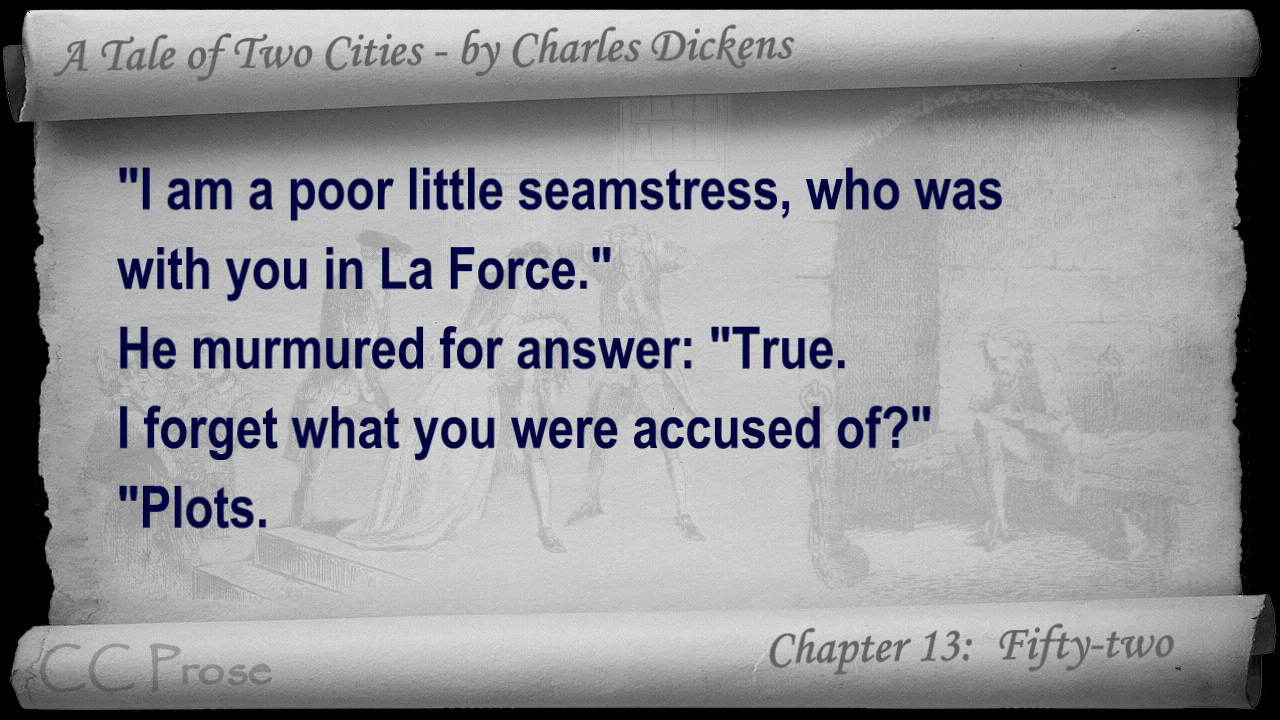 A Tale of Two Cities - by Charles Dickens
"I am a poor little seamstress, who was
with you in La Force."
He murmured for answer: "True.
I forget what you were accused of?"
"Plots.
Chapter 13: Fifty-two
CC Prose